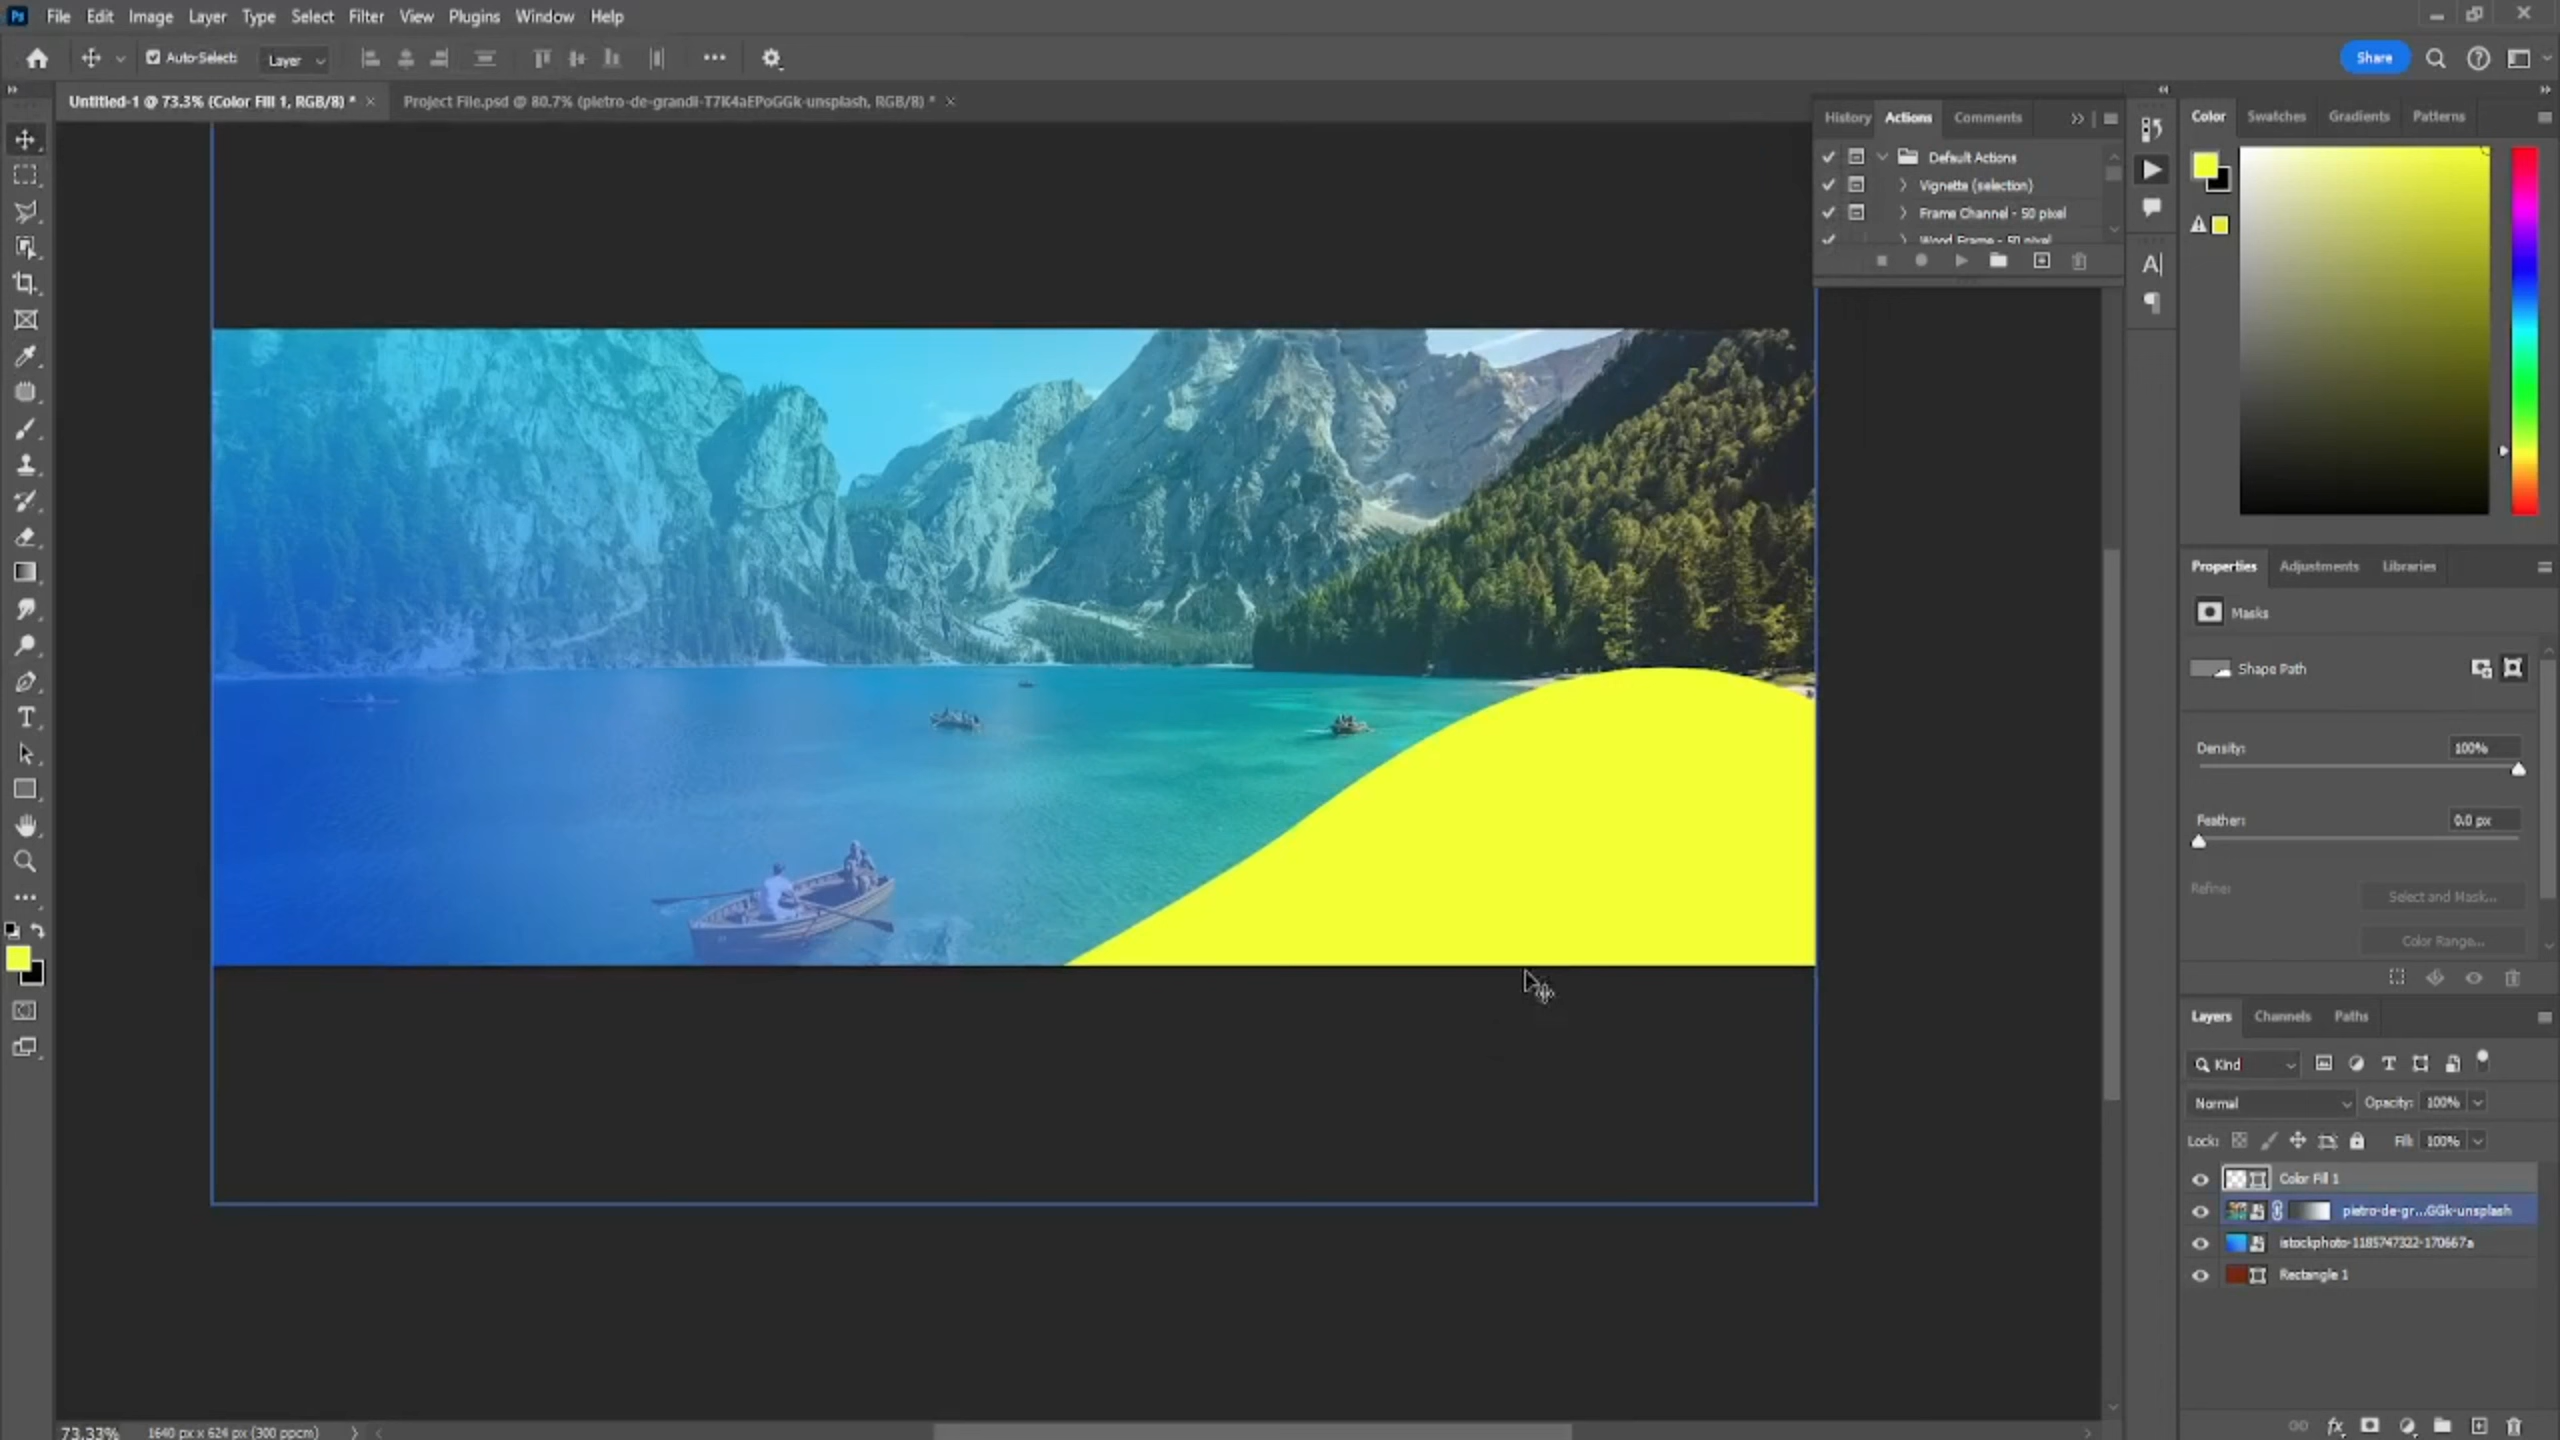 Ps File Edit Image Layer Type Select Filter View Plugins Window Help
Auto-Select: Layer Share
Untitled-1 @ 73.3% (Color Fill 1, RGB/8) * × Project File.psd @ 80.7% (pietro-de-grandi-T7K4aEPoGGk-unsplash, RGB/8) * ×
History Actions Comments
Default Actions
Vignette (selection)
Frame Channel - 50 pixel
Wood Frame - 50 pixel
Color Swatches Gradients Patterns
Properties Adjustments Libraries
Masks
Shape Path
Density: 100%
Feather: 0.0 px
Refine: Select and Mask...
Color Range...
Layers Channels Paths
Kind
Normal Opacity: 100%
Lock: Fill: 100%
Color Fill 1
pietro-de-gr...GGk-unsplash
istockphoto-1185747322-170667a
Rectangle 1
73.33% 1640 px x 624 px (300 ppcm)